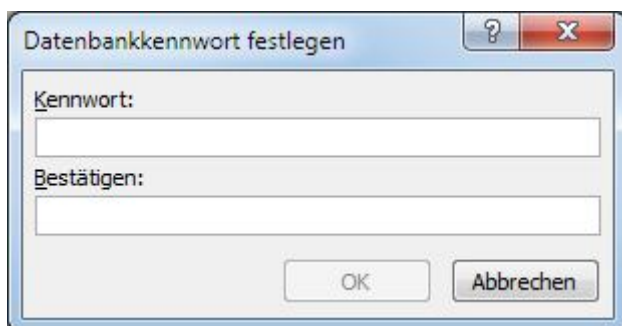 Datenbankkennwort festlegen
?
Kennwort:
Bestätigen:
OK Abbrechen